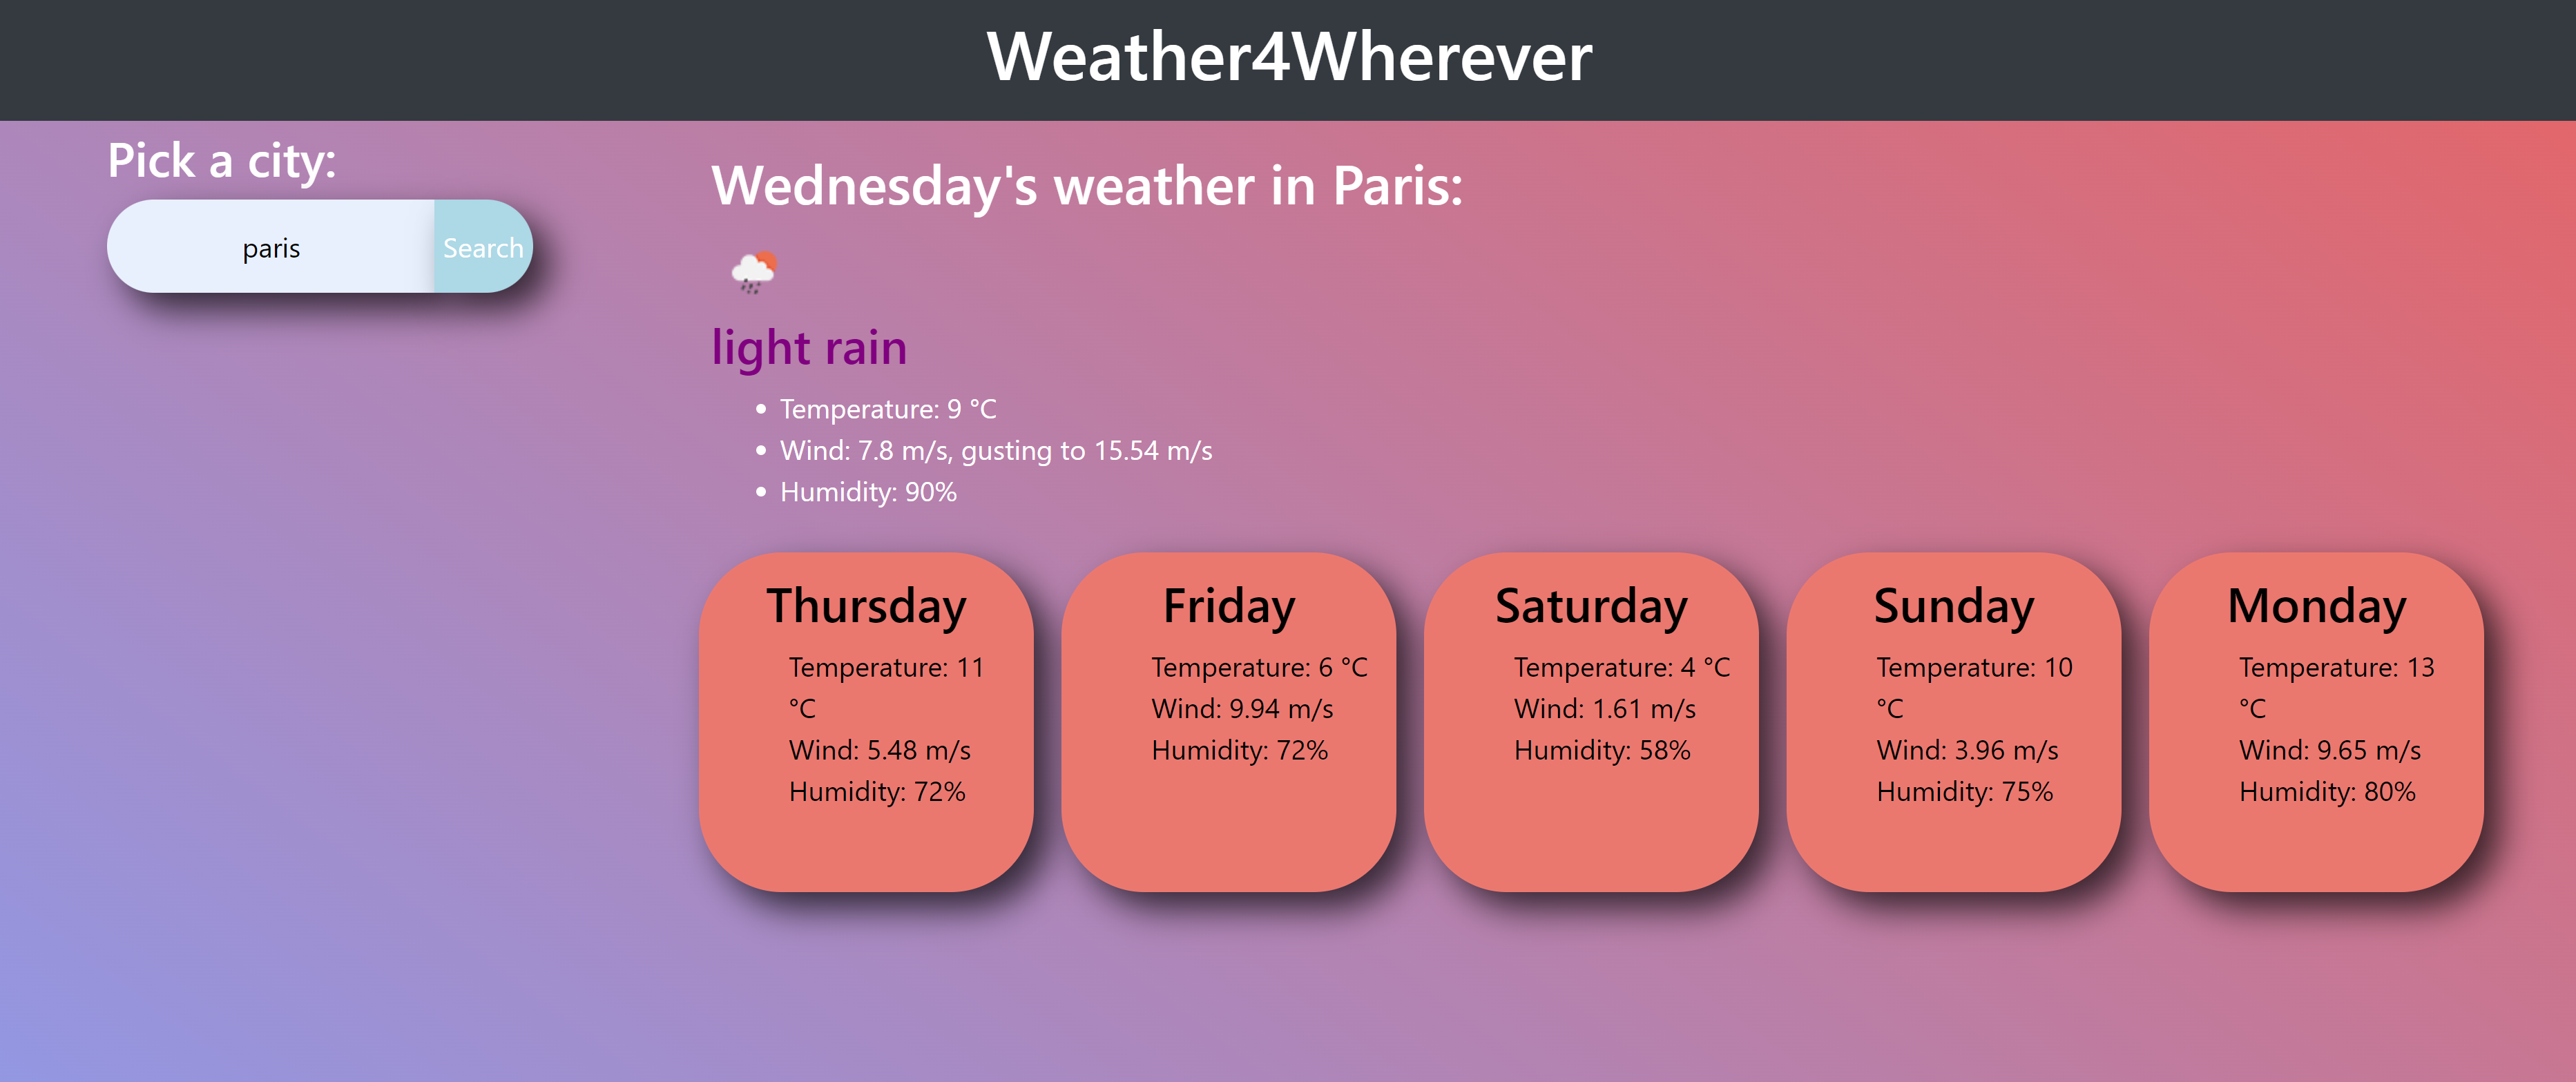 Weather4Wherever
Pick a city:
paris
Search
Wednesday's weather in Paris:
light rain
Temperature: 9 °C
Wind: 7.8 m/s, gusting to 15.54 m/s
Humidity: 90%
Thursday
Temperature: 11
°C
Wind: 5.48 m/s
Humidity: 72%
Friday
Temperature: 6 °C
Wind: 9.94 m/s
Humidity: 72%
Saturday
Temperature: 4 °C
Wind: 1.61 m/s
Humidity: 58%
Sunday
Temperature: 10
°C
Wind: 3.96 m/s
Humidity: 75%
Monday
Temperature: 13
°C
Wind: 9.65 m/s
Humidity: 80%